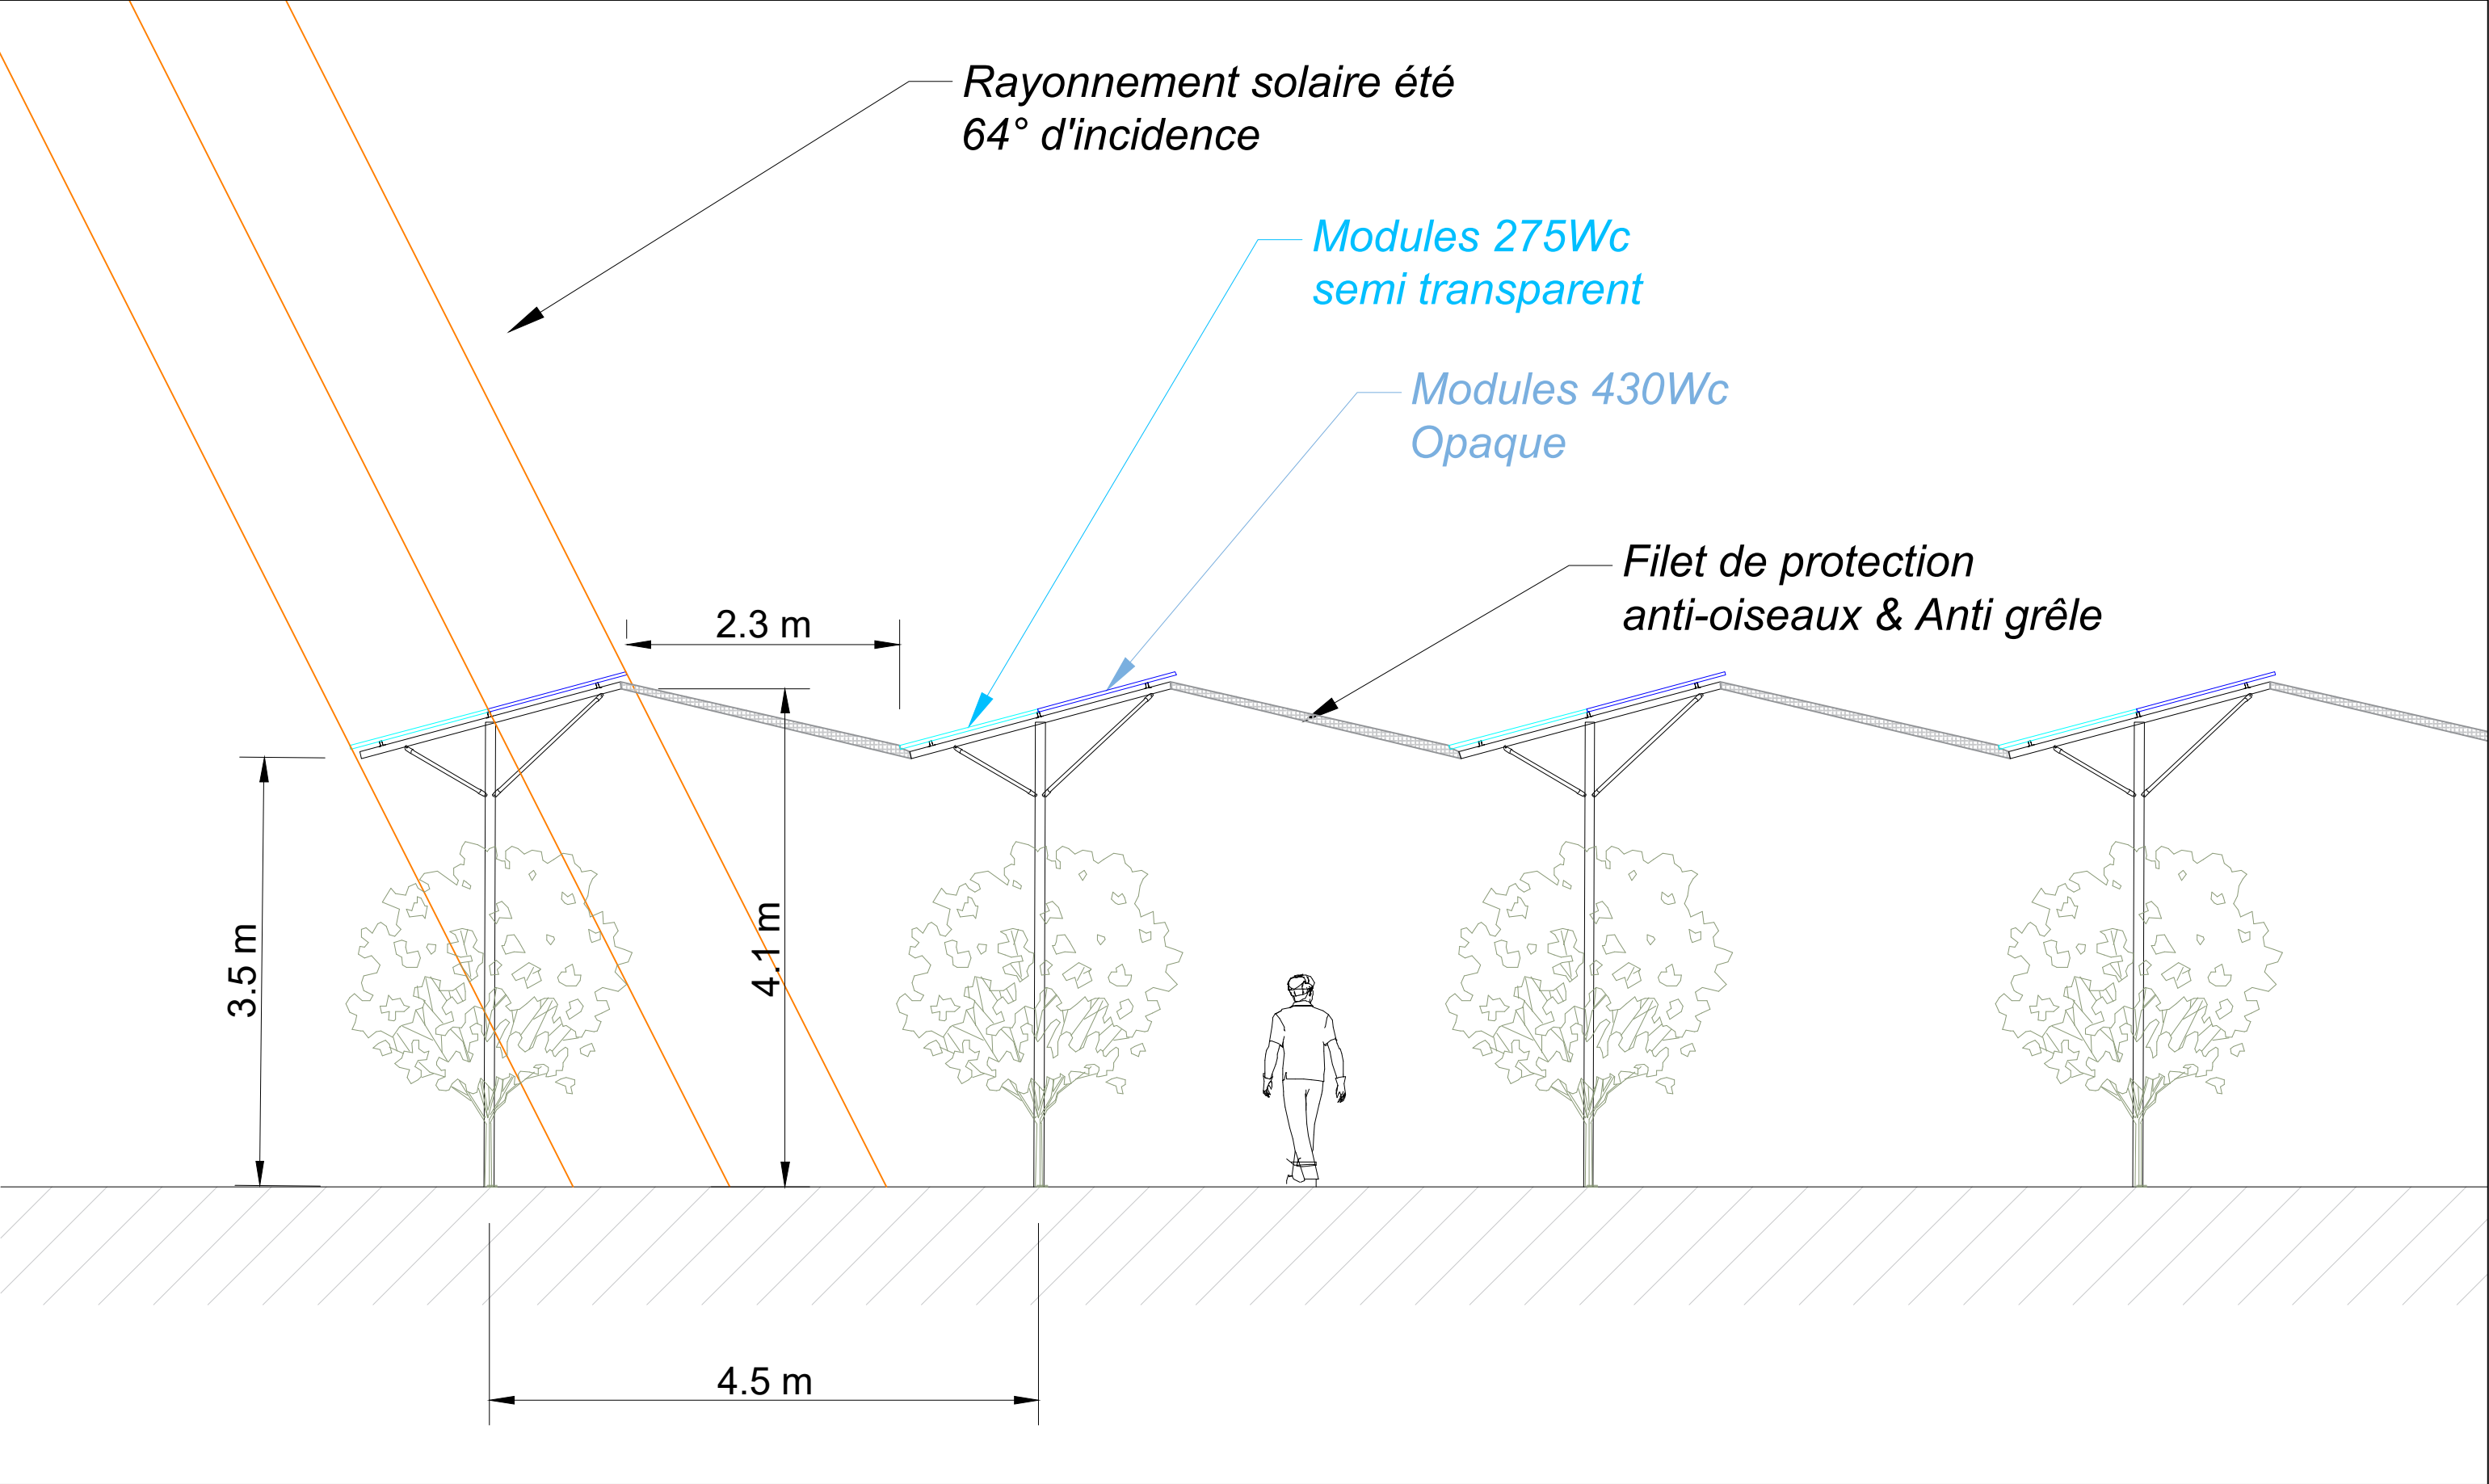 Rayonnement solaire été
64° d'incidence
Modules 275Wc
semi transparent
Modules 430Wc
Opaque
Filet de protection
anti-oiseaux & Anti grêle
2.3 m
3.5 m
4.1 m
4.5 m